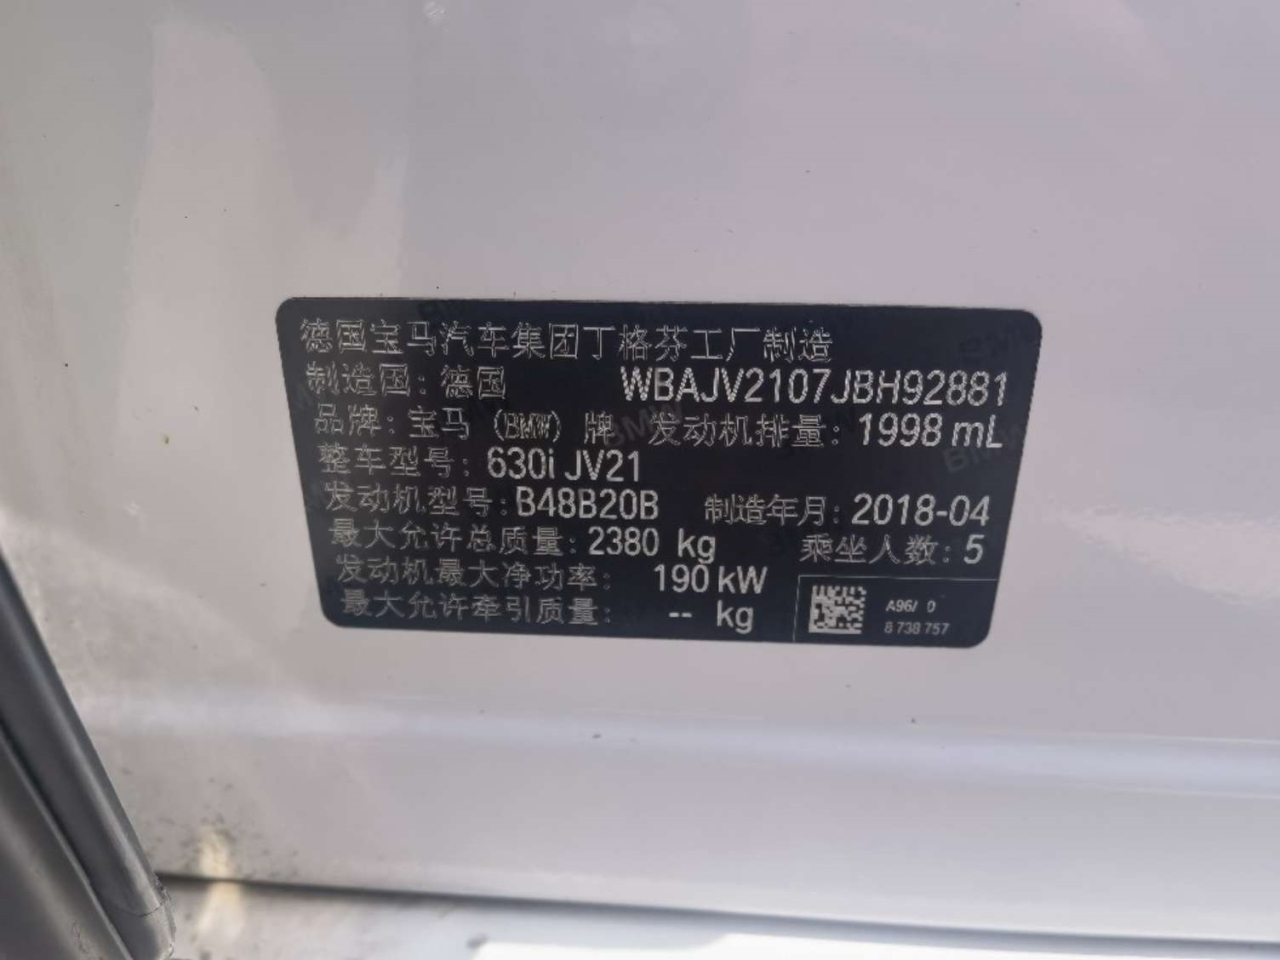 德国宝马汽车集团丁格芬工厂制造
制造国：德国 WBAJV2107JBH92881
品牌：宝马（BMW）牌 发动机排量：1998 mL
整车型号：630i JV21
发动机型号：B48B20B 制造年月：2018-04
最大允许总质量：2380 kg 乘坐人数：5
发动机最大净功率： 190 kW
最大允许牵引质量： -- kg
A96/ 0
8 738 757